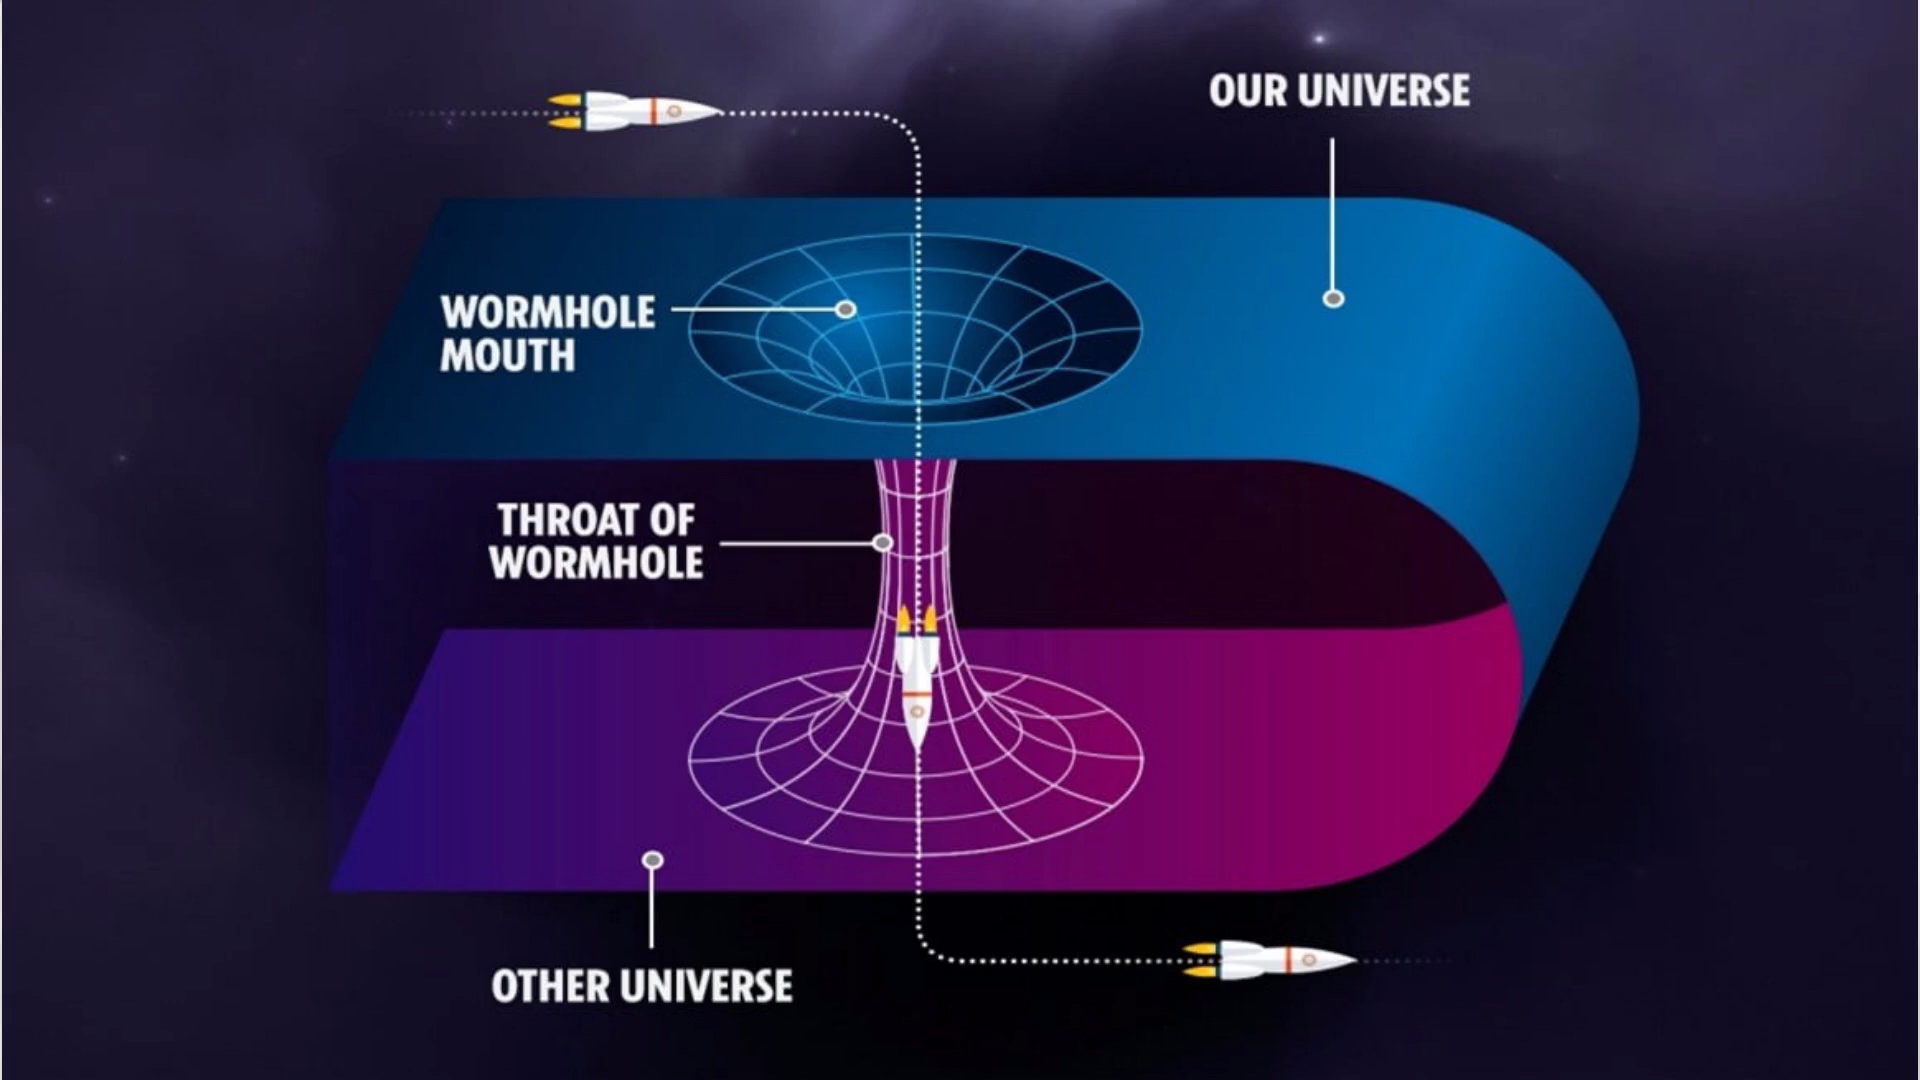 OUR UNIVERSE
WORMHOLE
MOUTH
THROAT OF
WORMHOLE
OTHER UNIVERSE